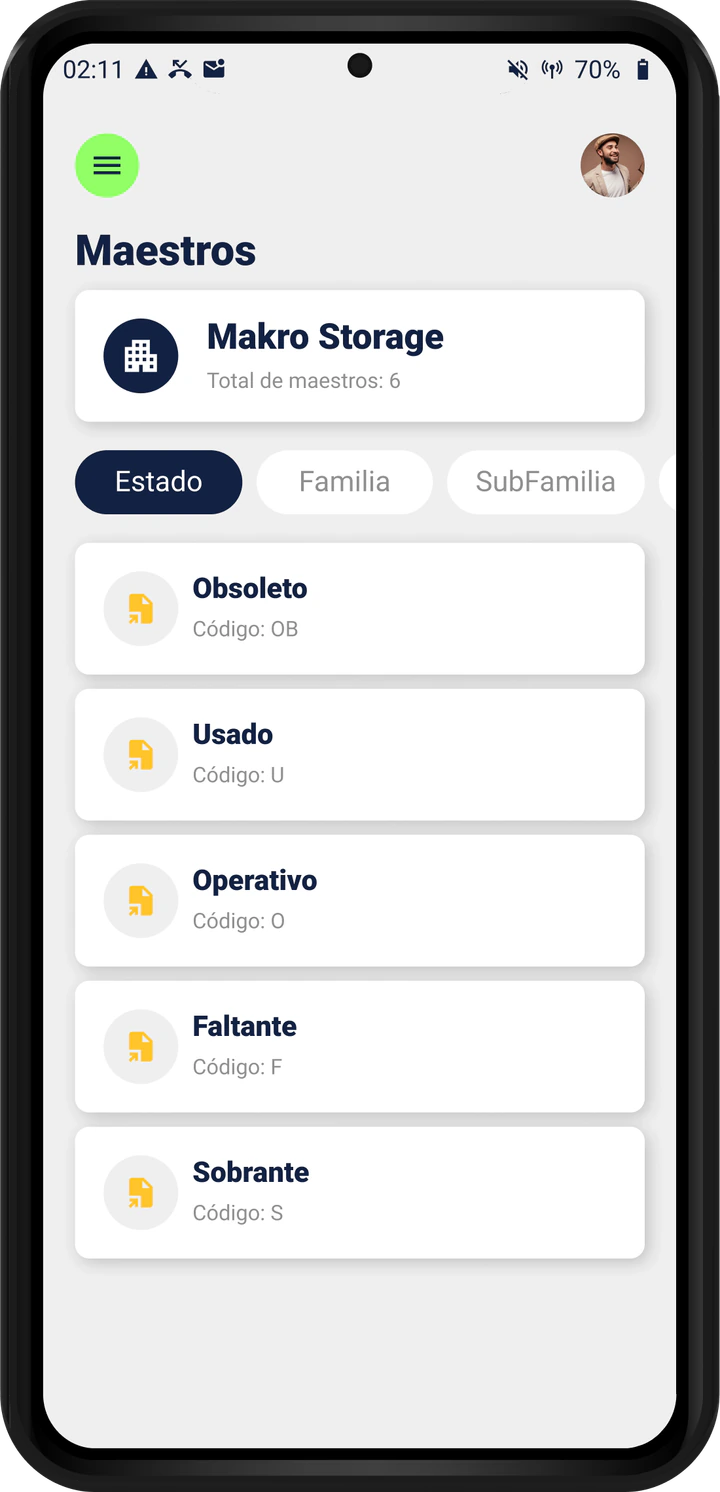 02:11 70%
Maestros
Makro Storage
Total de maestros: 6
Estado Familia SubFamilia
Obsoleto
Código: OB
Usado
Código: U
Operativo
Código: O
Faltante
Código: F
Sobrante
Código: S